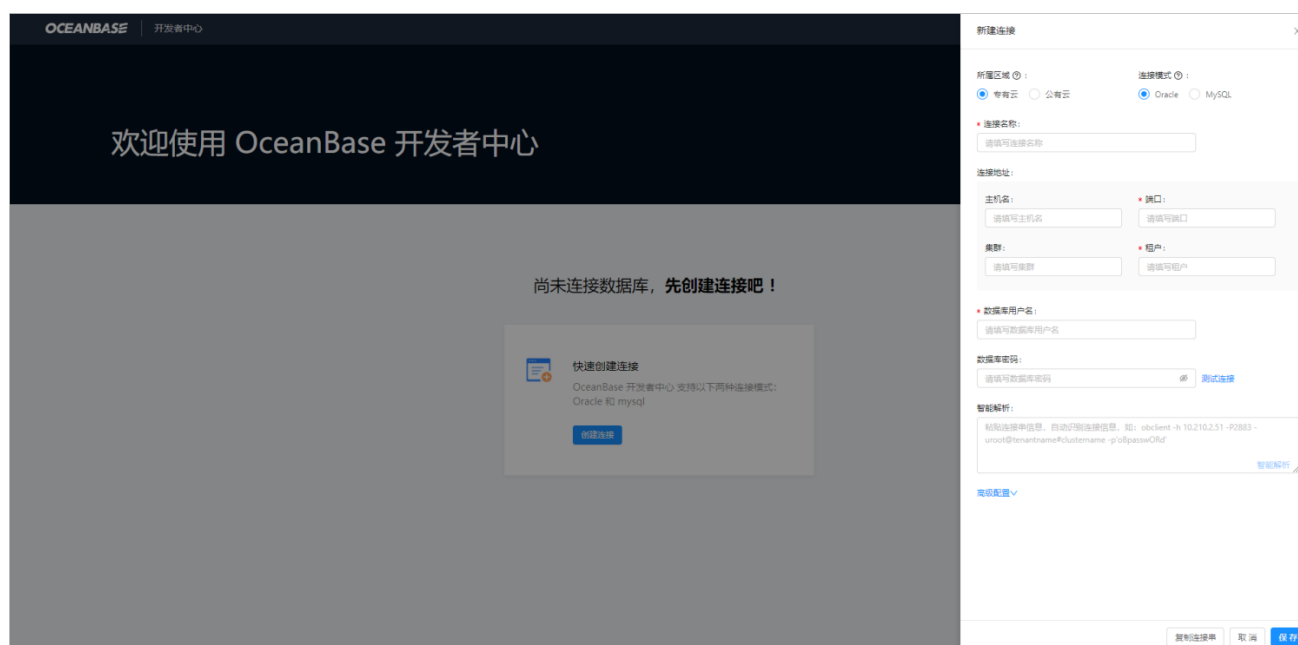 OCEANBASE 开发者中心
欢迎使用 OceanBase 开发者中心
尚未连接数据库，先创建连接吧！
快速创建连接
OceanBase 开发者中心 支持以下两种连接模式：
Oracle 和 mysql
创建连接
新建连接
所属区域 ： 连接模式 ：
专有云 公有云 Oracle MySQL
* 连接名称：
请填写连接名称
连接地址：
主机名： * 端口：
请填写主机名 请填写端口
集群： * 租户：
请填写集群 请填写租户
* 数据库用户名：
请填写数据库用户名
数据库密码：
请填写数据库密码 测试连接
智能解析：
粘贴连接串信息，自动识别连接信息，如：obclient -h 10.210.2.51 -P2883 -
uroot@tenantname#clustername -p'oBpasswORd'
智能解析
高级配置
复制连接串 取 消 保 存